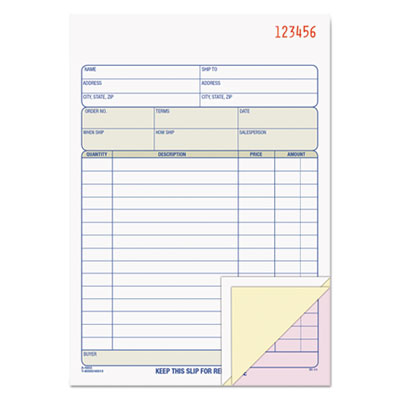 123456
NAME SHIP TO
ADDRESS ADDRESS
CITY, STATE, ZIP CITY, STATE, ZIP
ORDER NO. TERMS DATE
WHEN SHIP HOW SHIP SALESPERSON
QUANTITY DESCRIPTION PRICE AMOUNT
BUYER
KEEP THIS SLIP FOR RE